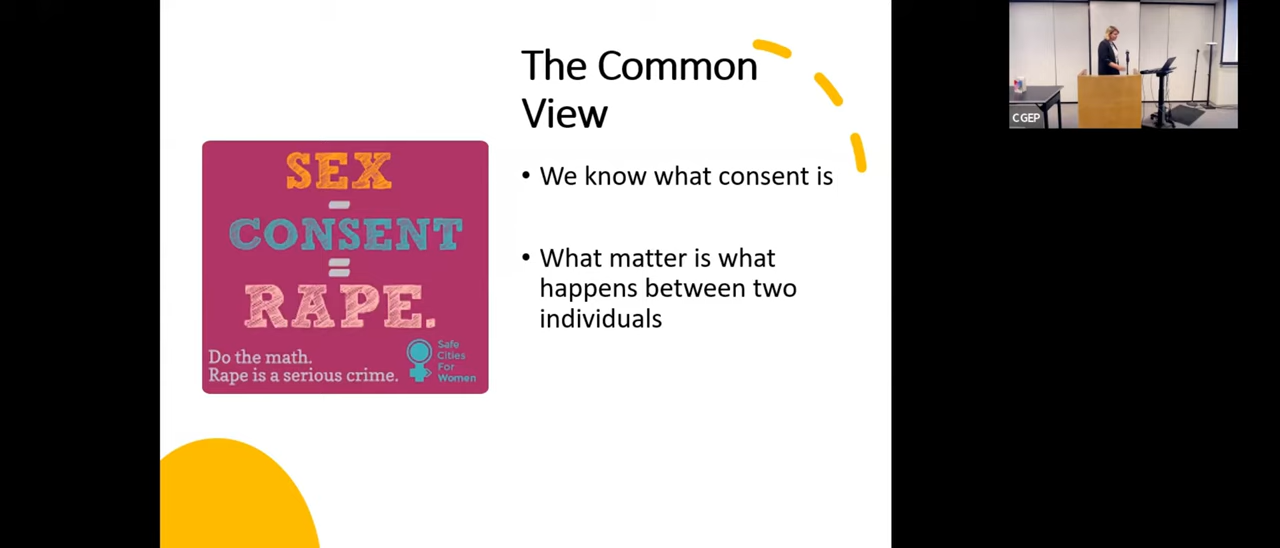 The Common
View
• We know what consent is
• What matter is what
happens between two
individuals
SEX
-
CONSENT
=
RAPE.
Do the math.
Rape is a serious crime.
Safe
Cities
For
Women
CGEP